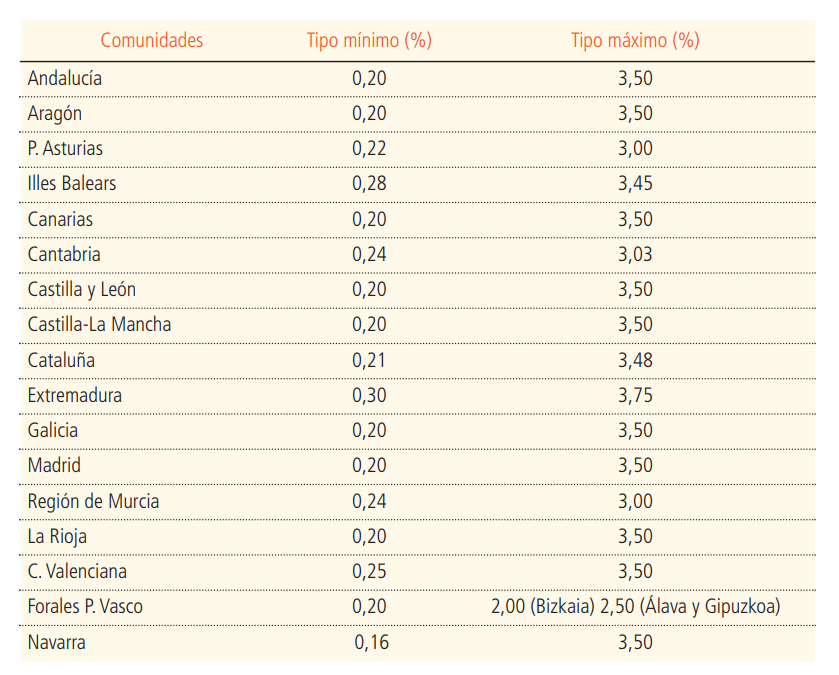 Comunidades Tipo mínimo (%) Tipo máximo (%)
Andalucía 0,20 3,50
Aragón 0,20 3,50
P. Asturias 0,22 3,00
Illes Balears 0,28 3,45
Canarias 0,20 3,50
Cantabria 0,24 3,03
Castilla y León 0,20 3,50
Castilla-La Mancha 0,20 3,50
Cataluña 0,21 3,48
Extremadura 0,30 3,75
Galicia 0,20 3,50
Madrid 0,20 3,50
Región de Murcia 0,24 3,00
La Rioja 0,20 3,50
C. Valenciana 0,25 3,50
Forales P. Vasco 0,20 2,00 (Bizkaia) 2,50 (Álava y Gipuzkoa)
Navarra 0,16 3,50